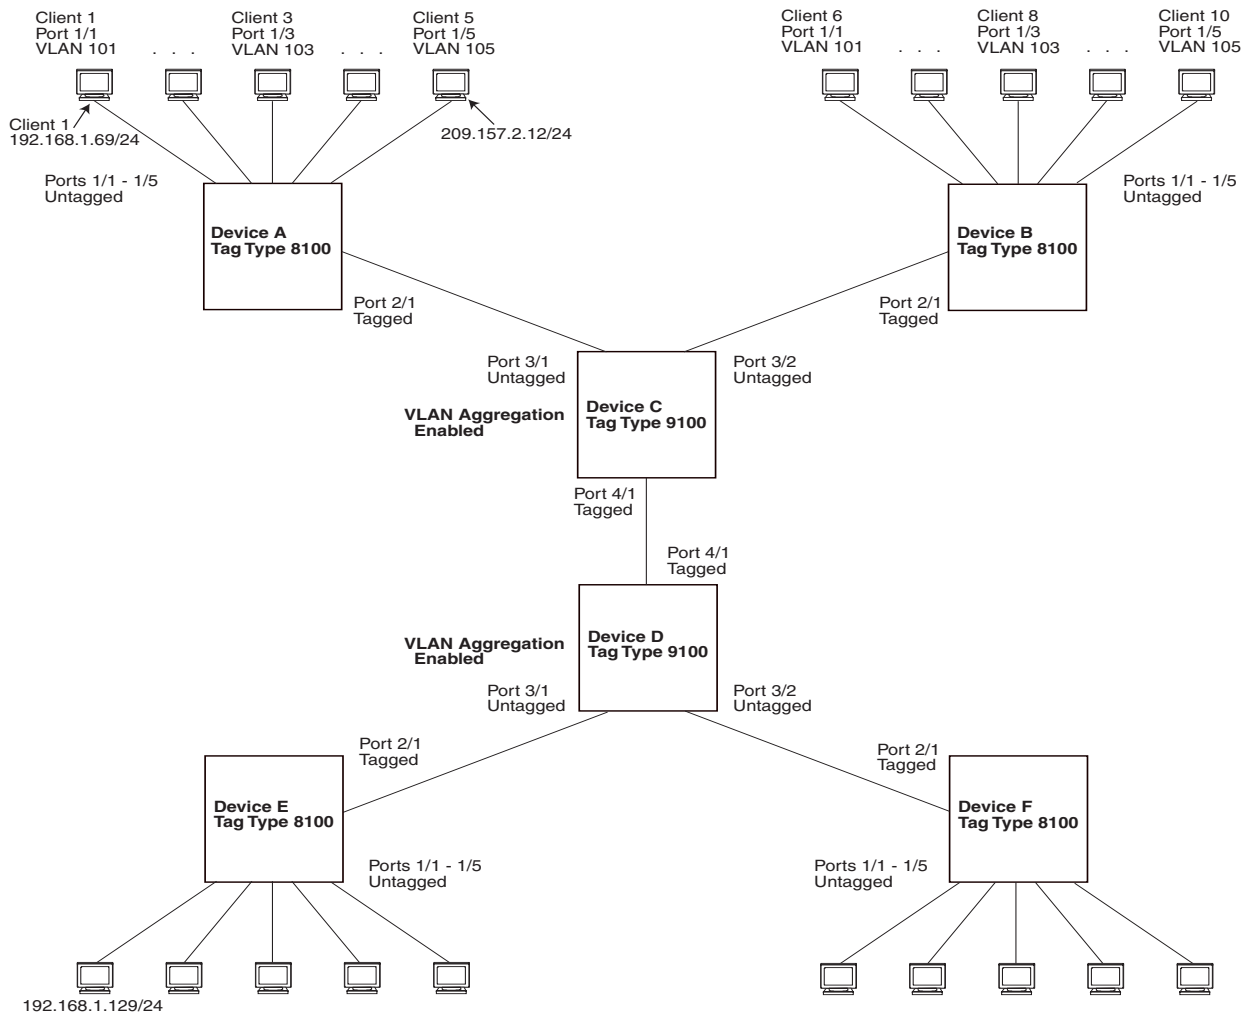 Client 1
Port 1/1
VLAN 101
. . .
Client 3
Port 1/3
VLAN 103
. . .
Client 5
Port 1/5
VLAN 105
Client 6
Port 1/1
VLAN 101
. . .
Client 8
Port 1/3
VLAN 103
. . .
Client 10
Port 1/5
VLAN 105
Client 1
192.168.1.69/24
209.157.2.12/24
Ports 1/1 - 1/5
Untagged
Ports 1/1 - 1/5
Untagged
Device A
Tag Type 8100
Device B
Tag Type 8100
Port 2/1
Tagged
Port 2/1
Tagged
Port 3/1
Untagged
Port 3/2
Untagged
VLAN Aggregation
Enabled
Device C
Tag Type 9100
Port 4/1
Tagged
Port 4/1
Tagged
VLAN Aggregation
Enabled
Device D
Tag Type 9100
Port 3/1
Untagged
Port 3/2
Untagged
Port 2/1
Tagged
Port 2/1
Tagged
Device E
Tag Type 8100
Device F
Tag Type 8100
Ports 1/1 - 1/5
Untagged
Ports 1/1 - 1/5
Untagged
192.168.1.129/24